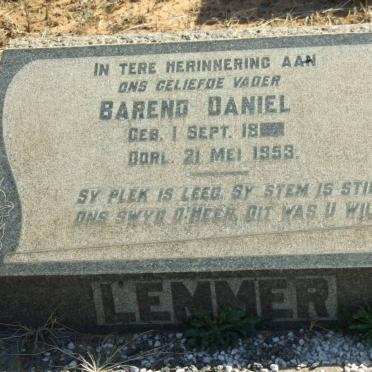 IN TERE HERINNERING AAN
ONS GELIEFDE VADER
BAREND DANIEL
GEB. 1 SEPT.
OORL. 21 MEI 1953.
SY PLEK IS LEEG, SY STEM IS
ONS SWYG O'HEER, DIT WAS U
LEMMER